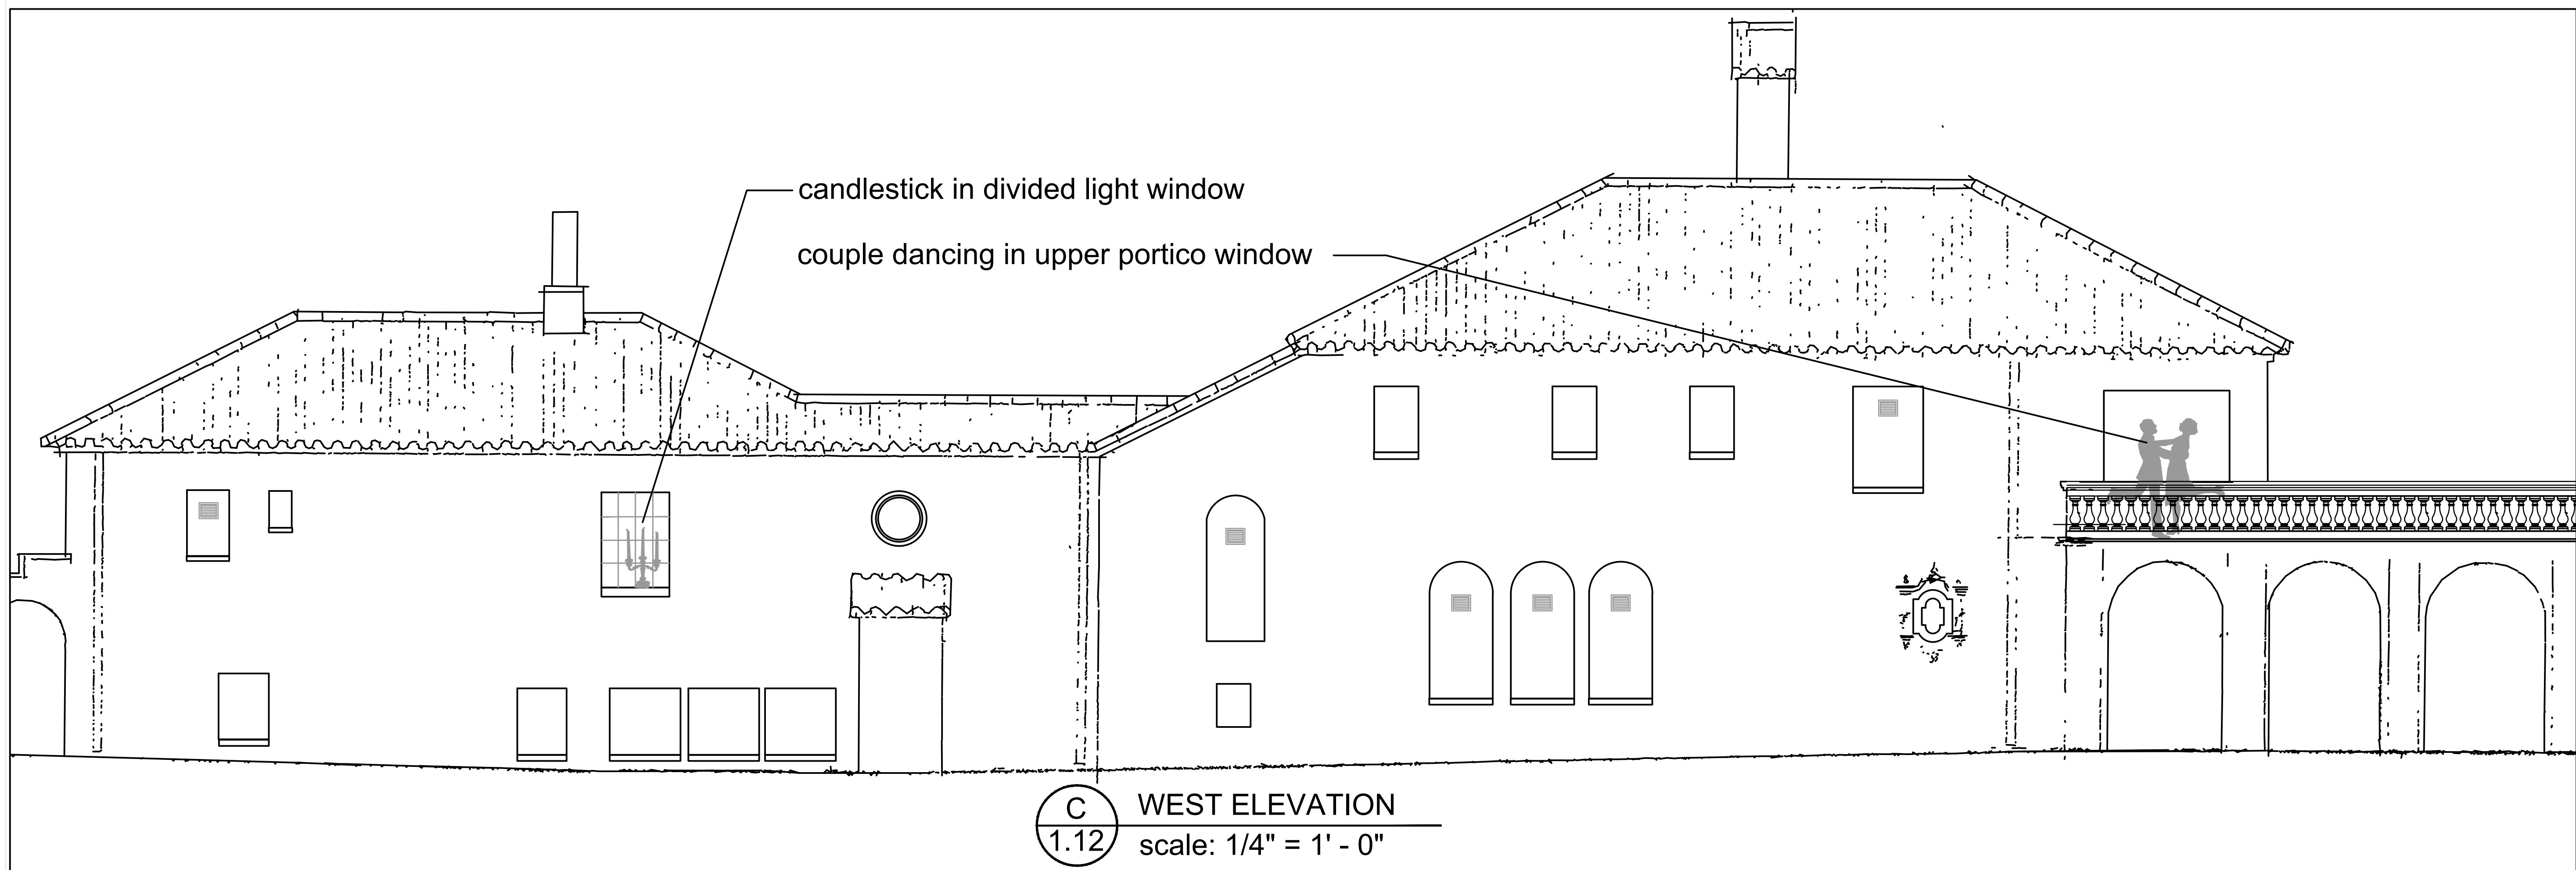 candlestick in divided light window
couple dancing in upper portico window
C
1.12
WEST ELEVATION
scale: 1/4" = 1' - 0"